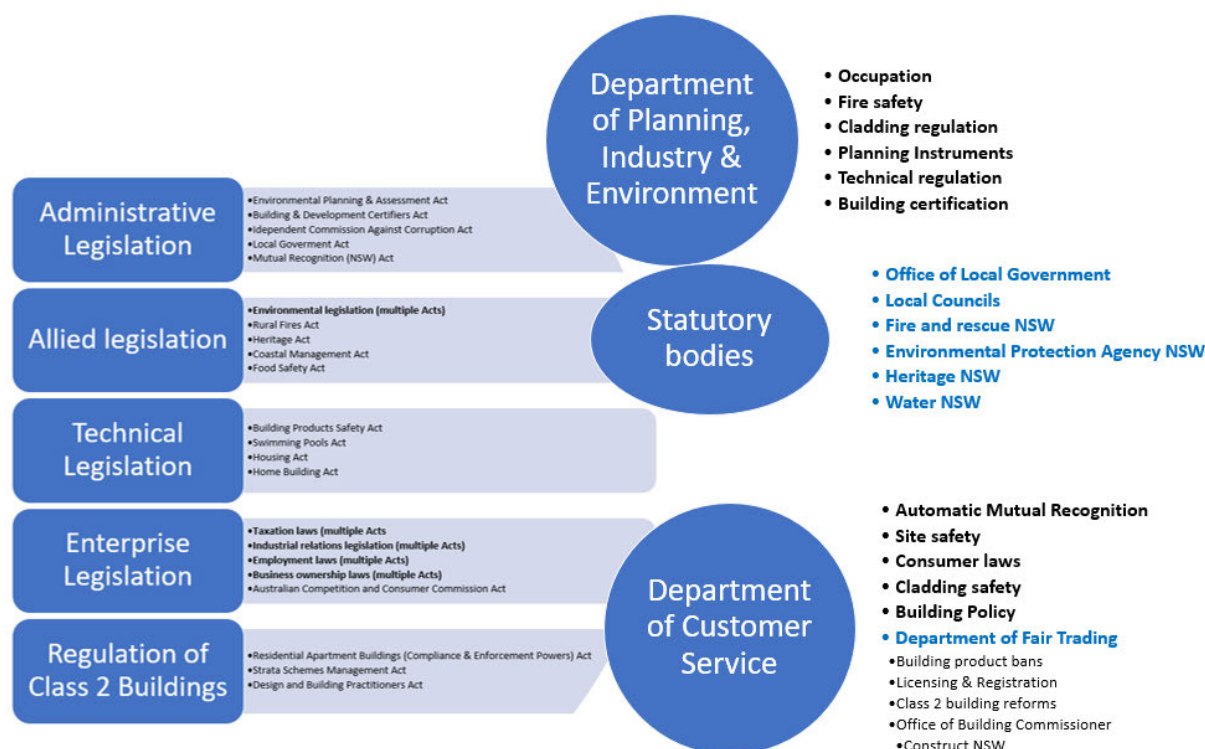 Department
of Planning,
Industry &
Environment
• Occupation
• Fire safety
• Cladding regulation
• Planning Instruments
• Technical regulation
• Building certification
Administrative
Legislation
•Environmental Planning & Assessment Act
•Building & Development Certifiers Act
•Idependent Commission Against Corruption Act
•Local Goverment Act
•Mutual Recognition (NSW) Act
Allied legislation
•Environmental legislation (multiple Acts)
•Rural Fires Act
•Heritage Act
•Coastal Management Act
•Food Safety Act
Statutory
bodies
• Office of Local Government
• Local Councils
• Fire and rescue NSW
• Environmental Protection Agency NSW
• Heritage NSW
• Water NSW
Technical
Legislation
•Building Products Safety Act
•Swimming Pools Act
•Housing Act
•Home Building Act
Enterprise
Legislation
•Taxation laws (multiple Acts
•Industrial relations legislation (multiple Acts)
•Employment laws (multiple Acts)
•Business ownership laws (multiple Acts)
•Australian Competition and Consumer Commission Act
Regulation of
Class 2 Buildings
•Residential Apartment Buildings (Compliance & Enforcement Powers) Act
•Strata Schemes Management Act
•Design and Building Practitioners Act
Department
of Customer
Service
• Automatic Mutual Recognition
• Site safety
• Consumer laws
• Cladding safety
• Building Policy
• Department of Fair Trading
•Building product bans
•Licensing & Registration
•Class 2 building reforms
•Office of Building Commissioner
•Construct NSW